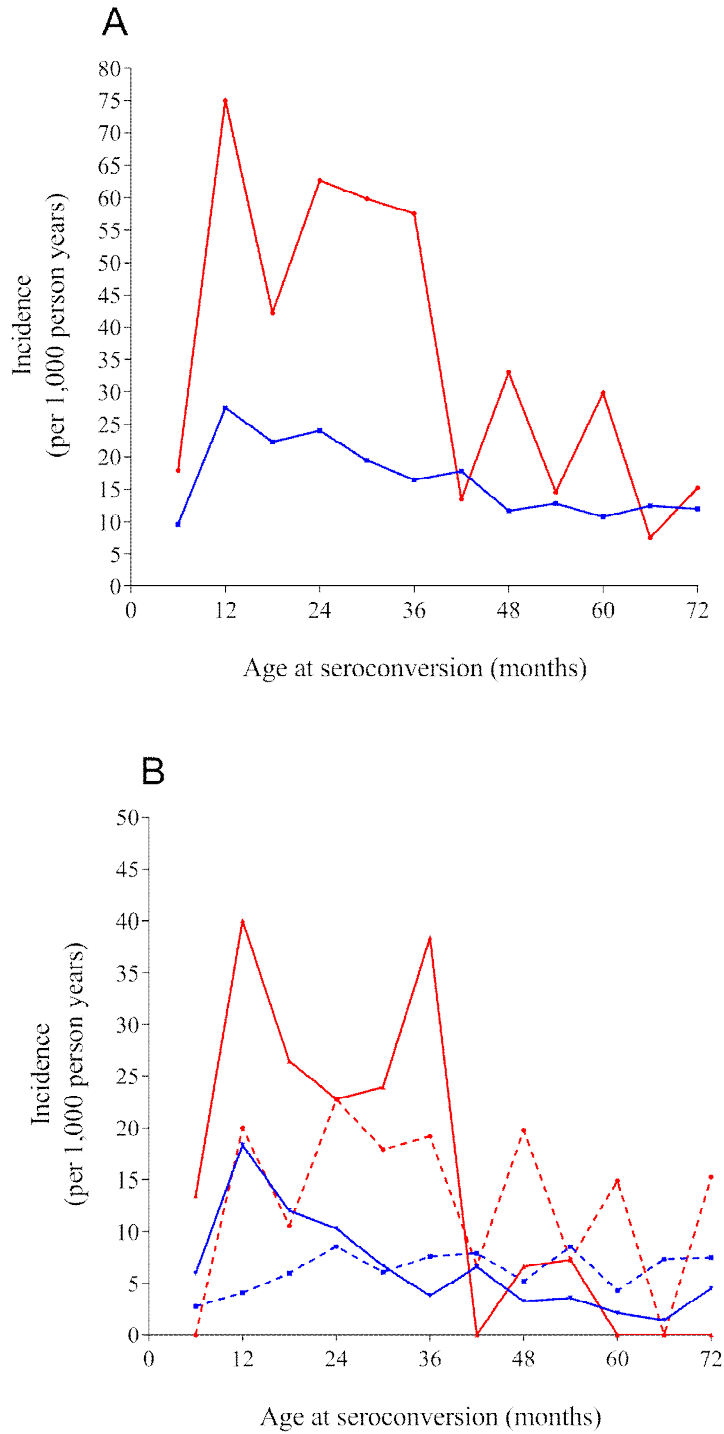 A
80
75
70
65
60
55
50
45
40
35
30
25
20
15
10
5
0
Incidence
(per 1,000 person years)
0 12 24 36 48 60 72
Age at seroconversion (months)
B
50
45
40
35
30
25
20
15
10
5
0
Incidence
(per 1,000 person years)
0 12 24 36 48 60 72
Age at seroconversion (months)